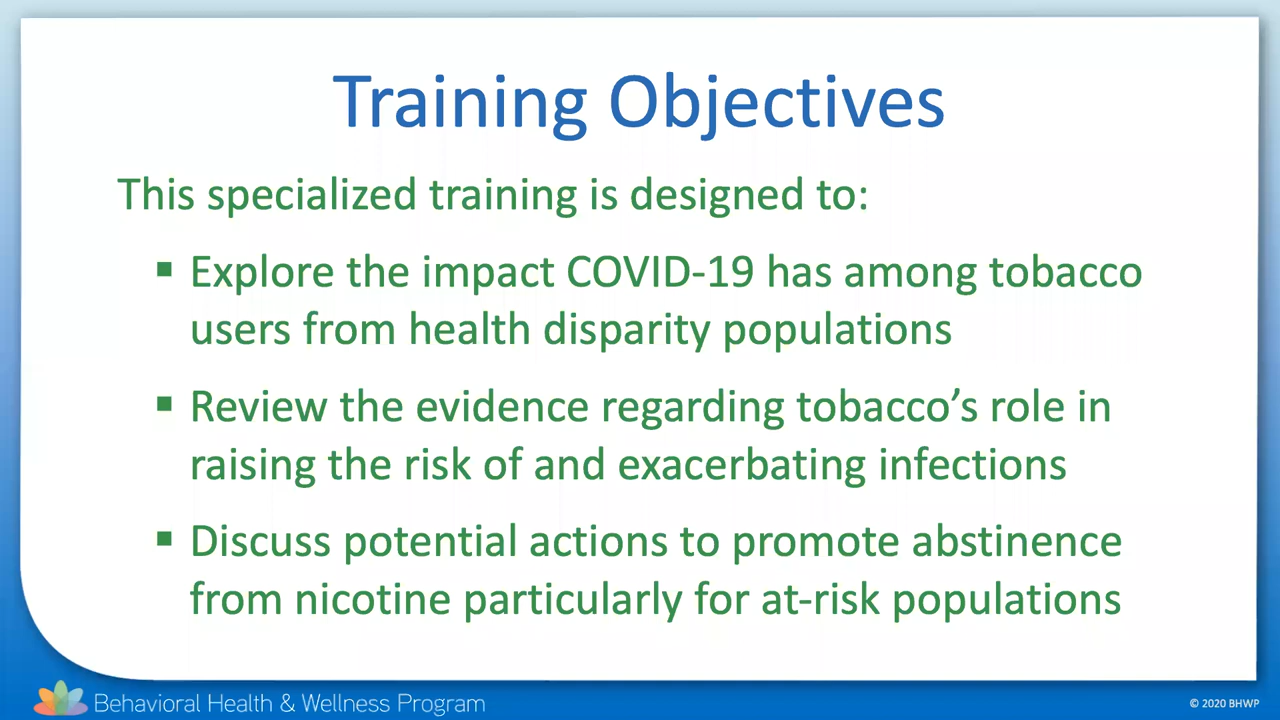 Training Objectives
This specialized training is designed to:
▪ Explore the impact COVID-19 has among tobacco
users from health disparity populations
▪ Review the evidence regarding tobacco’s role in
raising the risk of and exacerbating infections
▪ Discuss potential actions to promote abstinence
from nicotine particularly for at-risk populations
Behavioral Health & Wellness Program
© 2020 BHWP